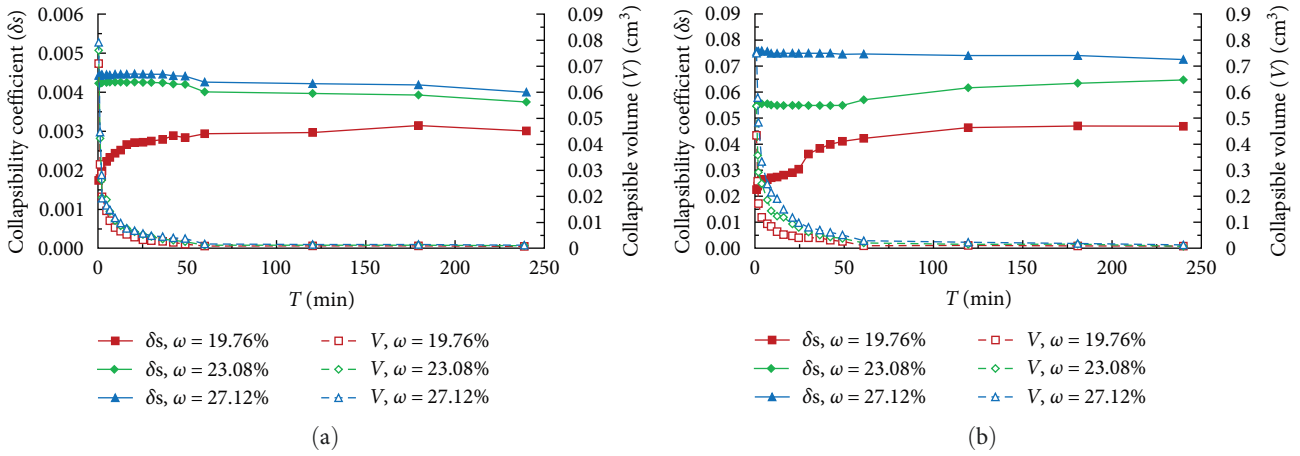 Collapsibility coefficient (δs)
0.006
0.005
0.004
0.003
0.002
0.001
0.000
0.09
0.09
0.08
0.07
0.06
0.05
0.04
0.03
0.02
0.01
0
Collapsible volume (V) (cm³)
0 50 100 150 200 250
T (min)
δs, ω = 19.76% V, ω = 19.76%
δs, ω = 23.08% V, ω = 23.08%
δs, ω = 27.12% V, ω = 27.12%
(a)
Collapsibility coefficient (δs)
0.09
0.08
0.07
0.06
0.05
0.04
0.03
0.02
0.01
0.00
0.9
0.8
0.7
0.6
0.5
0.4
0.3
0.2
0.1
0
Collapsible volume (V) (cm³)
0 50 100 150 200 250
T (min)
δs, ω = 19.76% V, ω = 19.76%
δs, ω = 23.08% V, ω = 23.08%
δs, ω = 27.12% V, ω = 27.12%
(b)